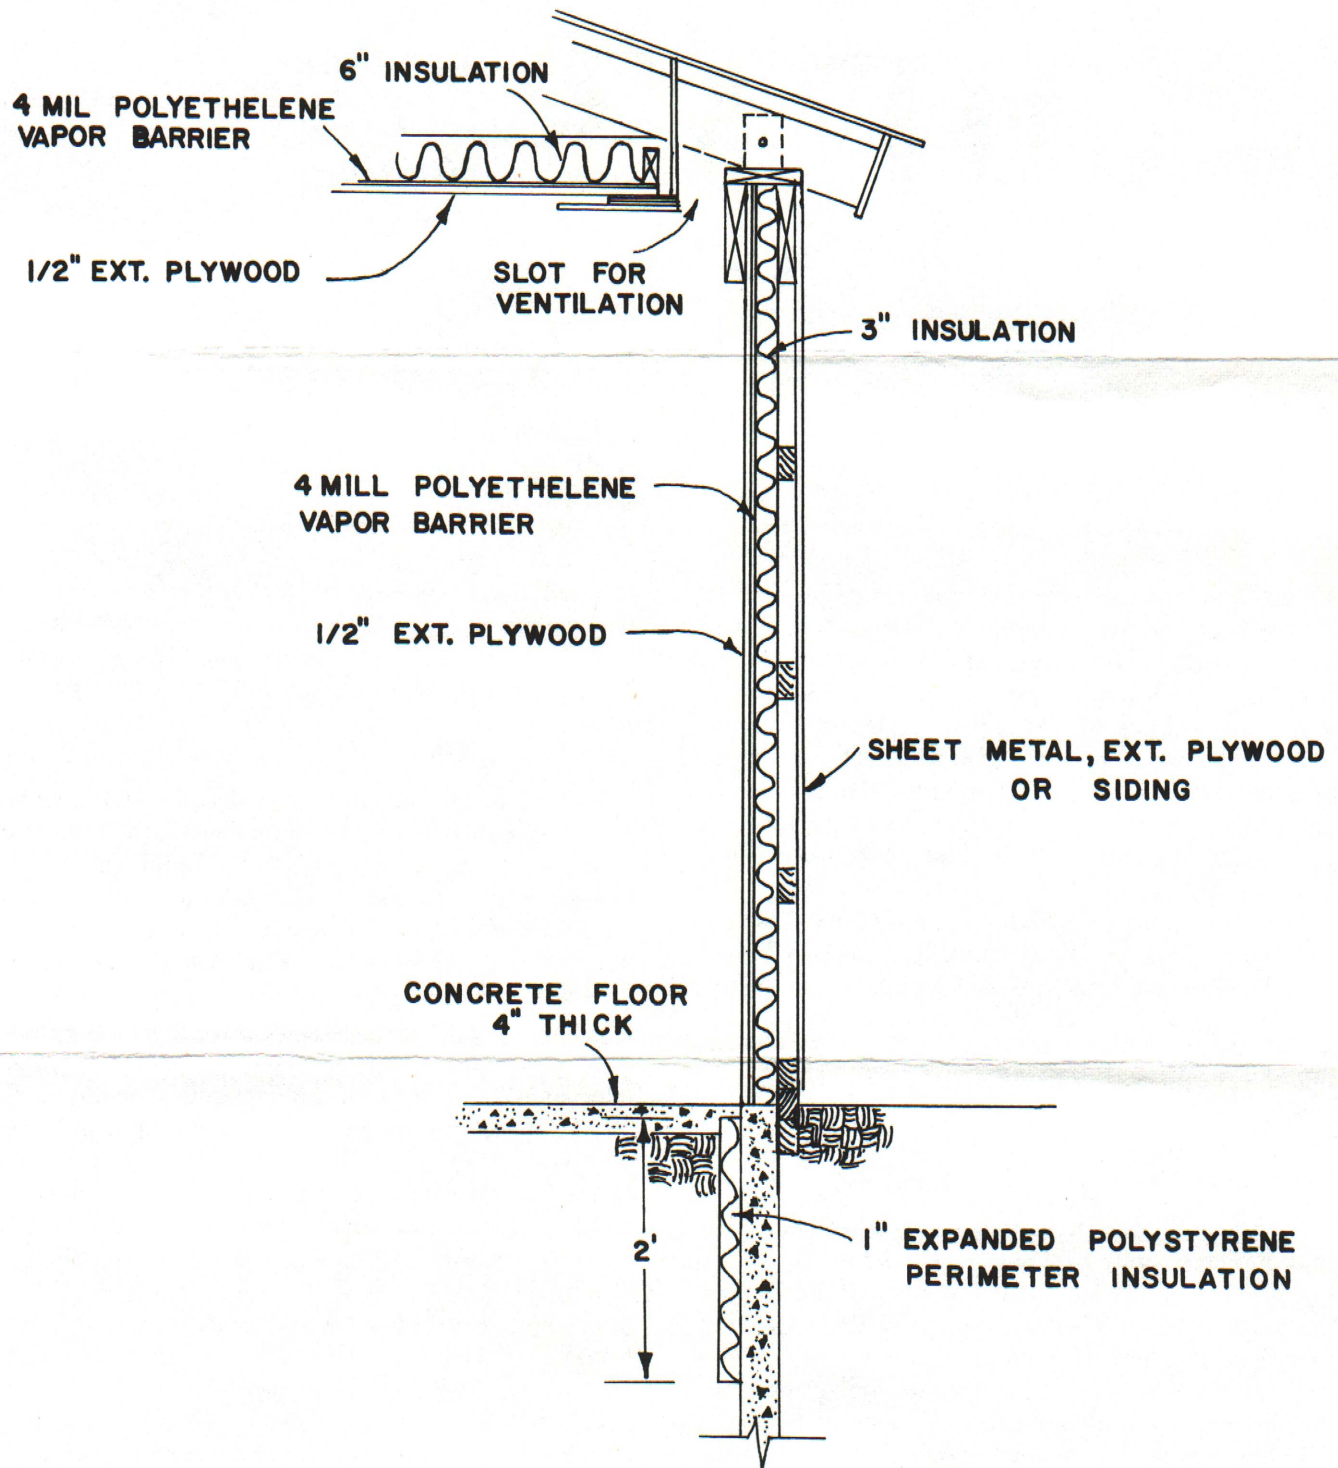 6" INSULATION
4 MIL POLYETHELENE
VAPOR BARRIER
1/2" EXT. PLYWOOD
SLOT FOR
VENTILATION
3" INSULATION
4 MILL POLYETHELENE
VAPOR BARRIER
1/2" EXT. PLYWOOD
SHEET METAL, EXT. PLYWOOD
OR SIDING
CONCRETE FLOOR
4" THICK
2'
1" EXPANDED POLYSTYRENE
PERIMETER INSULATION